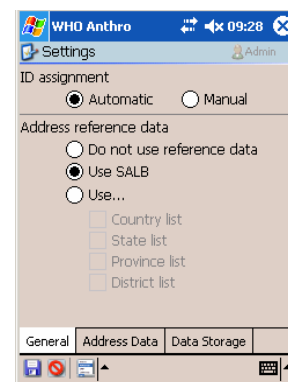 WHO Anthro 09:28
Settings Admin
ID assignment
Automatic Manual
Address reference data
Do not use reference data
Use SALB
Use...
Country list
State list
Province list
District list
General Address Data Data Storage